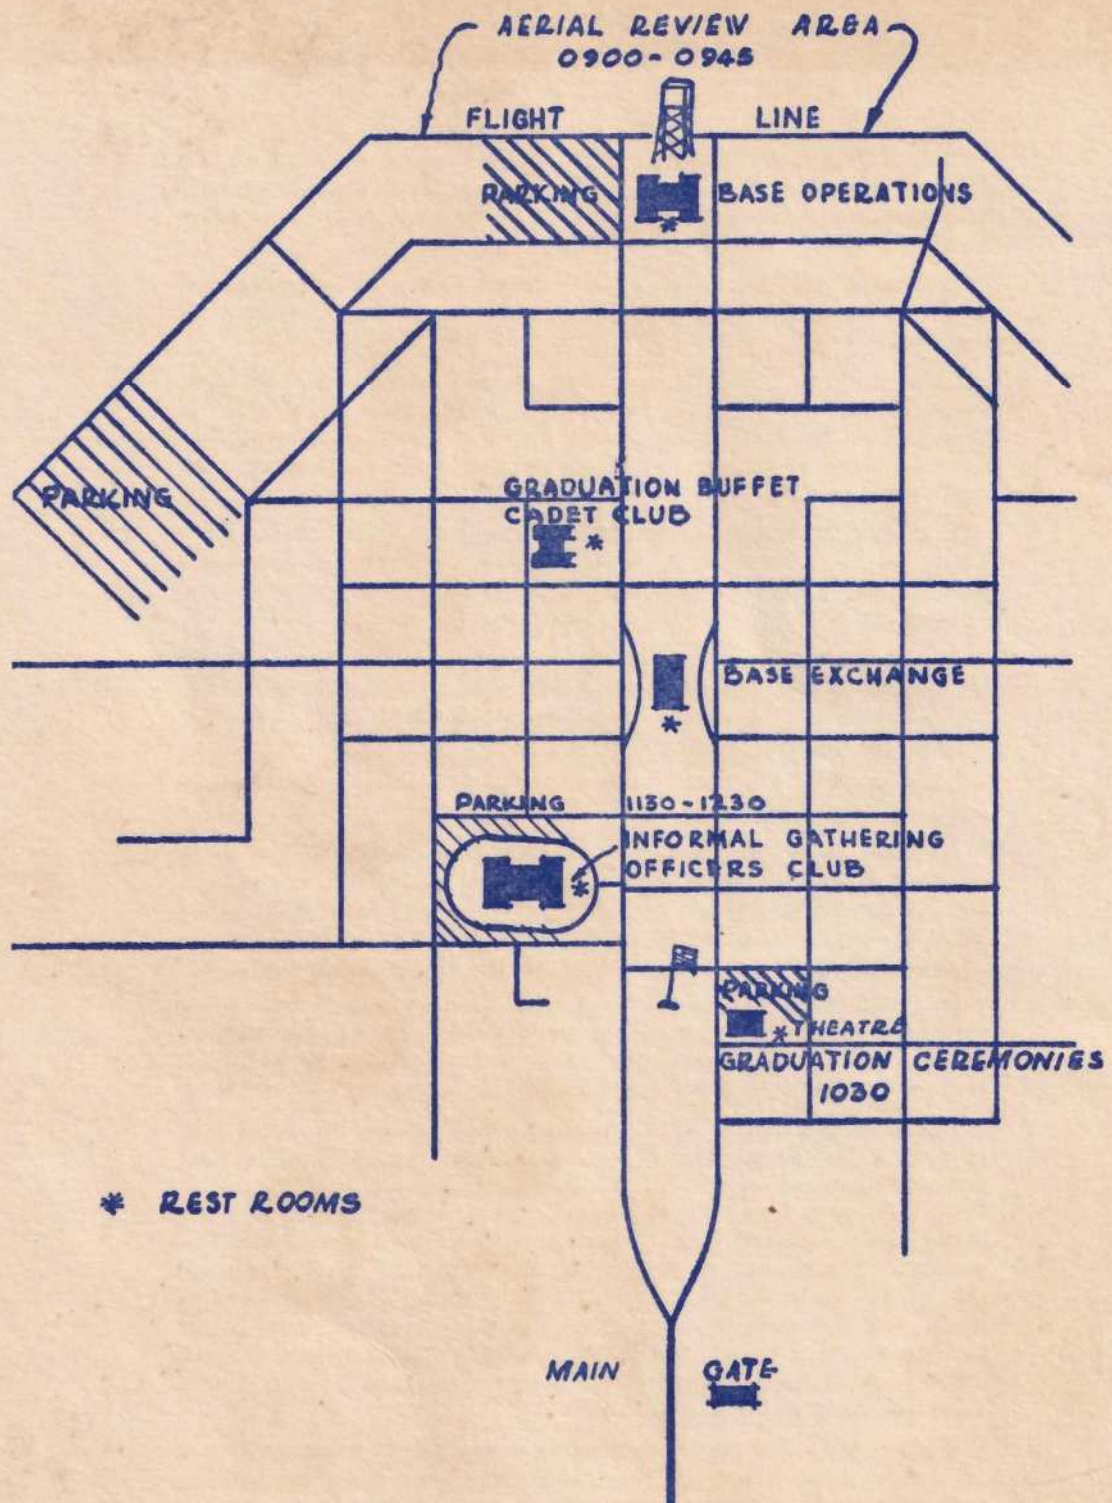 AERIAL REVIEW AREA
0900-0945
FLIGHT LINE
PARKING
BASE OPERATIONS
*
PARKING
GRADUATION BUFFET
CADET CLUB
*
BASE EXCHANGE
*
PARKING
1130-1230
INFORMAL GATHERING
OFFICERS CLUB
*
PARKING
* THEATRE
GRADUATION CEREMONIES
1030
* REST ROOMS
MAIN GATE